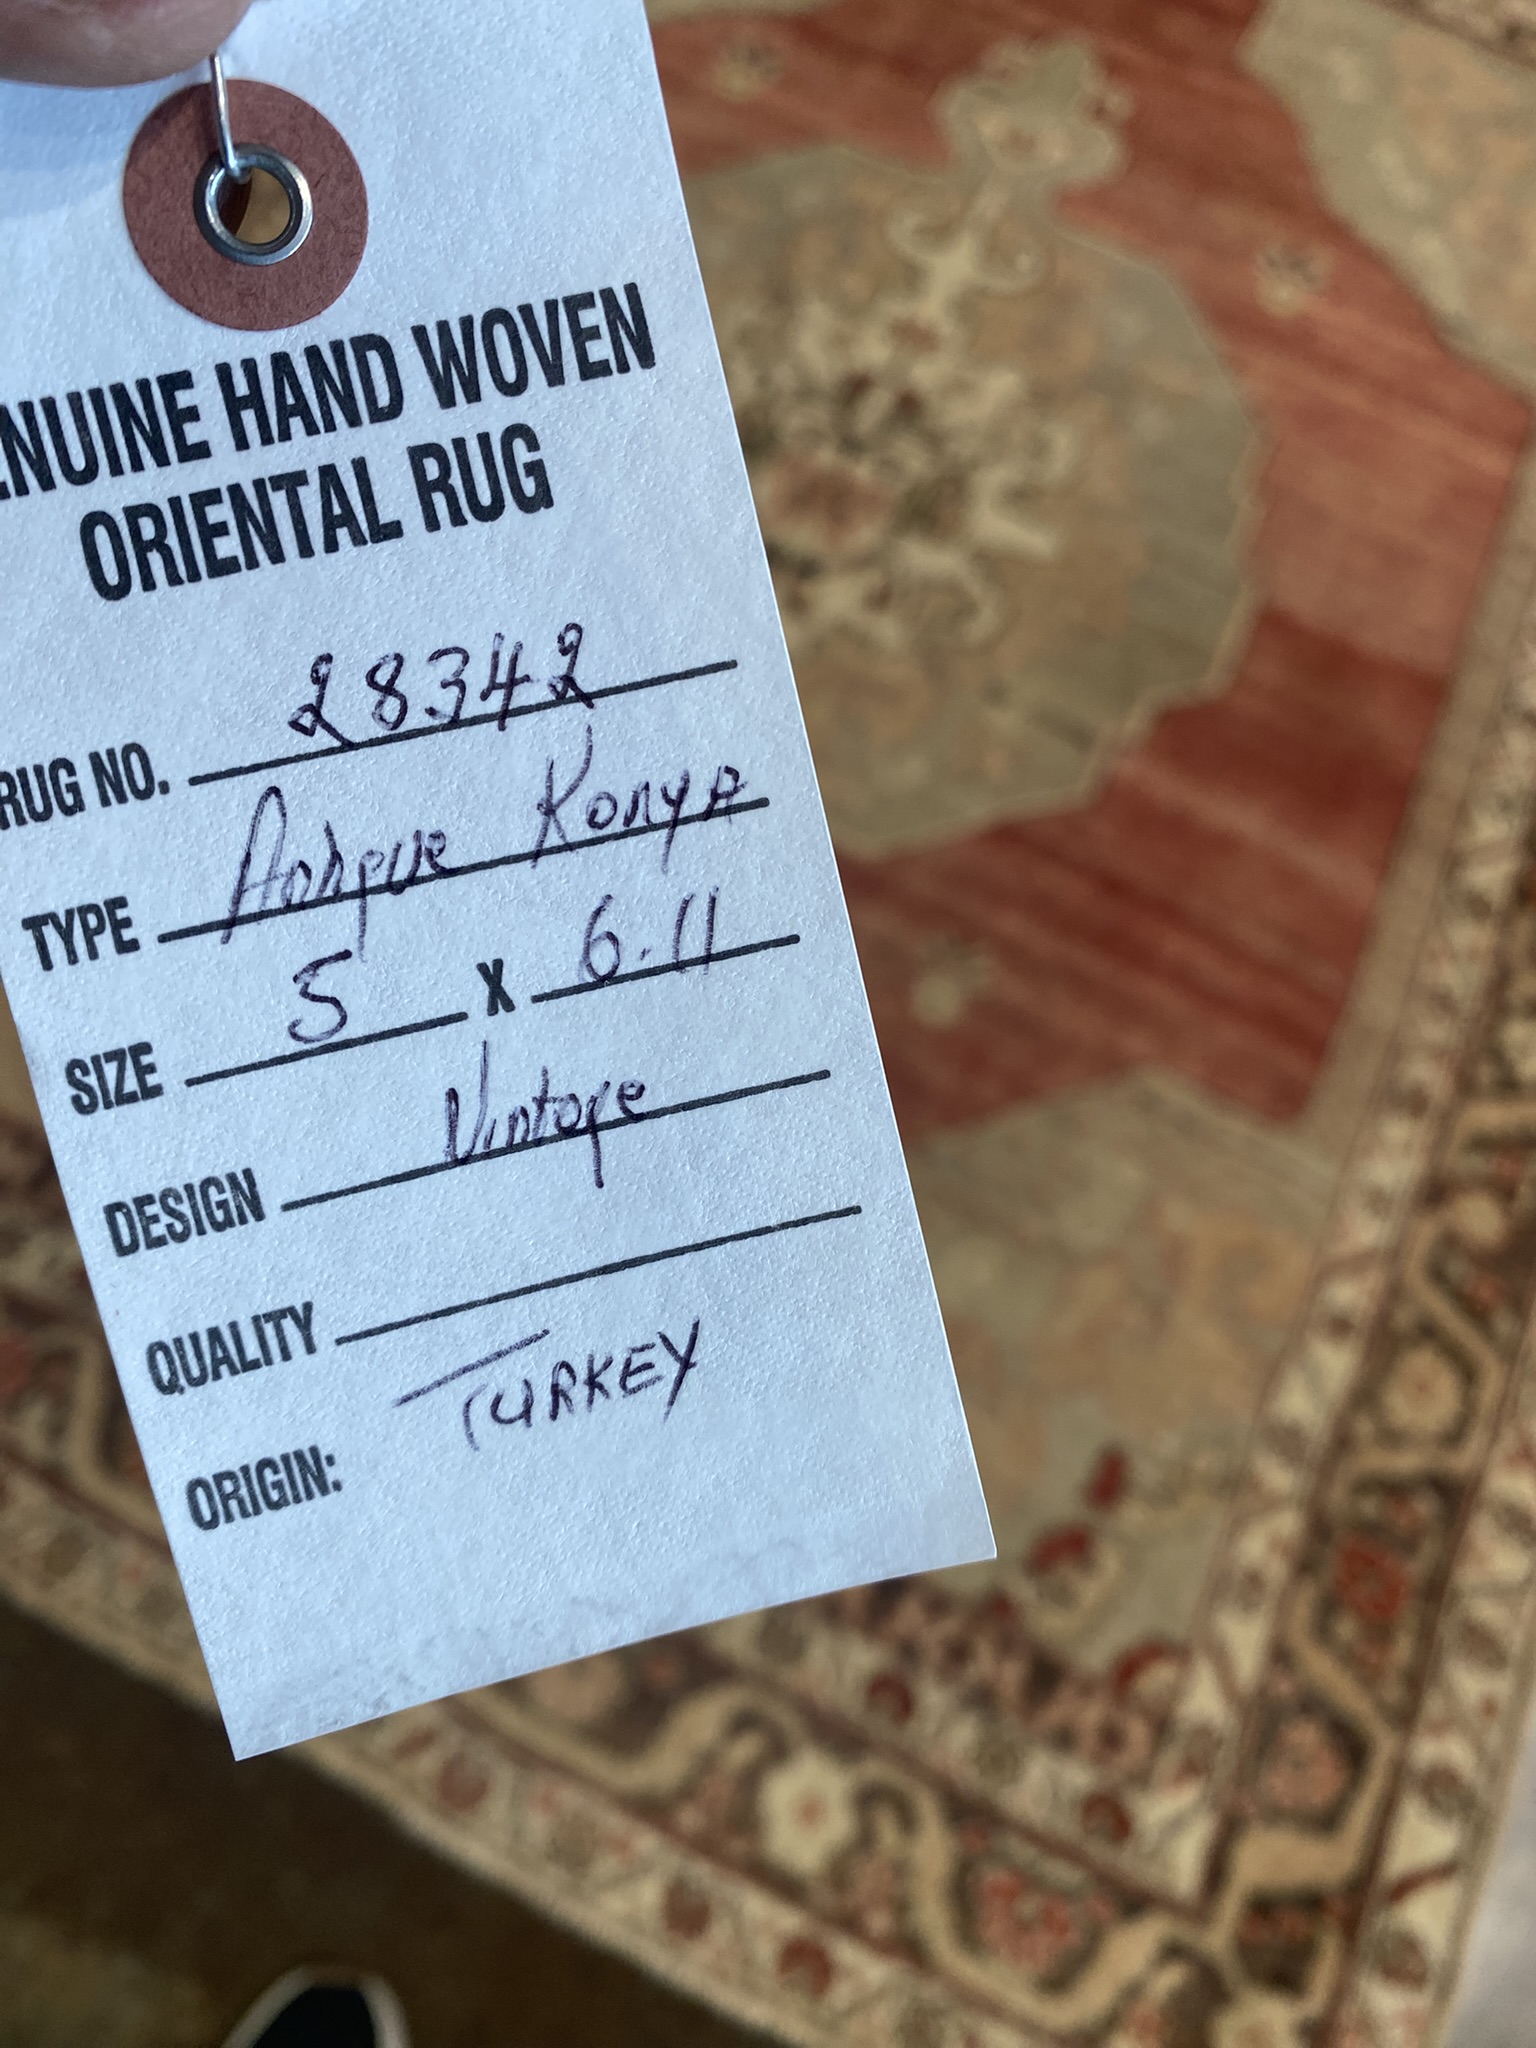 ENUINE HAND WOVEN
ORIENTAL RUG
RUG NO. 28342
TYPE Antique Konya
SIZE 5 X 6.11
DESIGN Vintage
QUALITY
ORIGIN: TURKEY